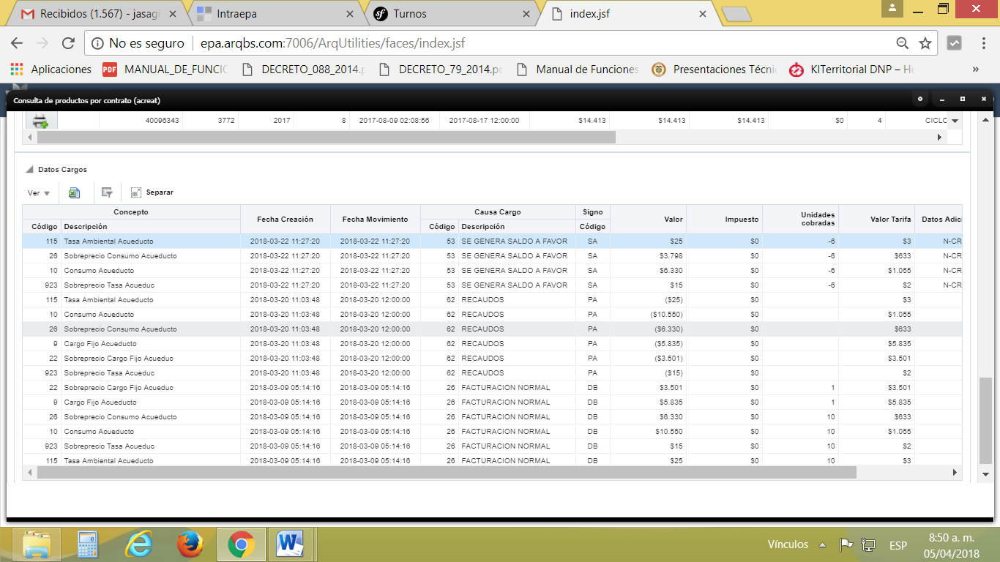 Recibidos (1.567) - jasagi
Intraepa
Turnos
index.jsf
No es seguro epa.arqbs.com:7006/ArqUtilities/faces/index.jsf
Aplicaciones MANUAL_DE_FUNCIO DECRETO_088_2014.p DECRETO_79_2014.pd Manual de Funciones Presentaciones Técni KITerritorial DNP – He »
Consulta de productos por contrato (acreat)
40096343 3772 2017 8 2017-08-09 02:08:56 2017-08-17 12:00:00 $14.413 $14.413 $14.413 $0 4 CICLO
Datos Cargos
Ver Separar
Concepto Fecha Creación Fecha Movimiento Causa Cargo Signo Valor Impuesto Unidades cobradas Valor Tarifa Datos Adici
Código Descripción Código Descripción Código
115 Tasa Ambiental Acueducto 2018-03-22 11:27:20 2018-03-22 11:27:20 53 SE GENERA SALDO A FAVOR SA $25 $0 -6 $3 N-CR
26 Sobreprecio Consumo Acueducto 2018-03-22 11:27:20 2018-03-22 11:27:20 53 SE GENERA SALDO A FAVOR SA $3.798 $0 -6 $633 N-CR
10 Consumo Acueducto 2018-03-22 11:27:20 2018-03-22 11:27:20 53 SE GENERA SALDO A FAVOR SA $6.330 $0 -6 $1.055 N-CR
923 Sobreprecio Tasa Acueduc 2018-03-22 11:27:20 2018-03-22 11:27:20 53 SE GENERA SALDO A FAVOR SA $15 $0 -6 $2 N-CR
115 Tasa Ambiental Acueducto 2018-03-20 11:03:48 2018-03-20 12:00:00 62 RECAUDOS PA ($25) $0 $3
10 Consumo Acueducto 2018-03-20 11:03:48 2018-03-20 12:00:00 62 RECAUDOS PA ($10.550) $0 $1.055
26 Sobreprecio Consumo Acueducto 2018-03-20 11:03:48 2018-03-20 12:00:00 62 RECAUDOS PA ($6.330) $0 $633
9 Cargo Fijo Acueducto 2018-03-20 11:03:48 2018-03-20 12:00:00 62 RECAUDOS PA ($5.835) $0 $5.835
22 Sobreprecio Cargo Fijo Acueduc 2018-03-20 11:03:48 2018-03-20 12:00:00 62 RECAUDOS PA ($3.501) $0 $3.501
923 Sobreprecio Tasa Acueduc 2018-03-20 11:03:48 2018-03-20 12:00:00 62 RECAUDOS PA ($15) $0 $2
22 Sobreprecio Cargo Fijo Acueduc 2018-03-09 05:14:16 2018-03-09 05:14:16 26 FACTURACION NORMAL DB $3.501 $0 1 $3.501
9 Cargo Fijo Acueducto 2018-03-09 05:14:16 2018-03-09 05:14:16 26 FACTURACION NORMAL DB $5.835 $0 1 $5.835
26 Sobreprecio Consumo Acueducto 2018-03-09 05:14:16 2018-03-09 05:14:16 26 FACTURACION NORMAL DB $6.330 $0 10 $633
10 Consumo Acueducto 2018-03-09 05:14:16 2018-03-09 05:14:16 26 FACTURACION NORMAL DB $10.550 $0 10 $1.055
923 Sobreprecio Tasa Acueduc 2018-03-09 05:14:16 2018-03-09 05:14:16 26 FACTURACION NORMAL DB $15 $0 10 $2
115 Tasa Ambiental Acueducto 2018-03-09 05:14:16 2018-03-09 05:14:16 26 FACTURACION NORMAL DB $25 $0 10 $3
Vínculos ESP 8:50 a. m.
05/04/2018